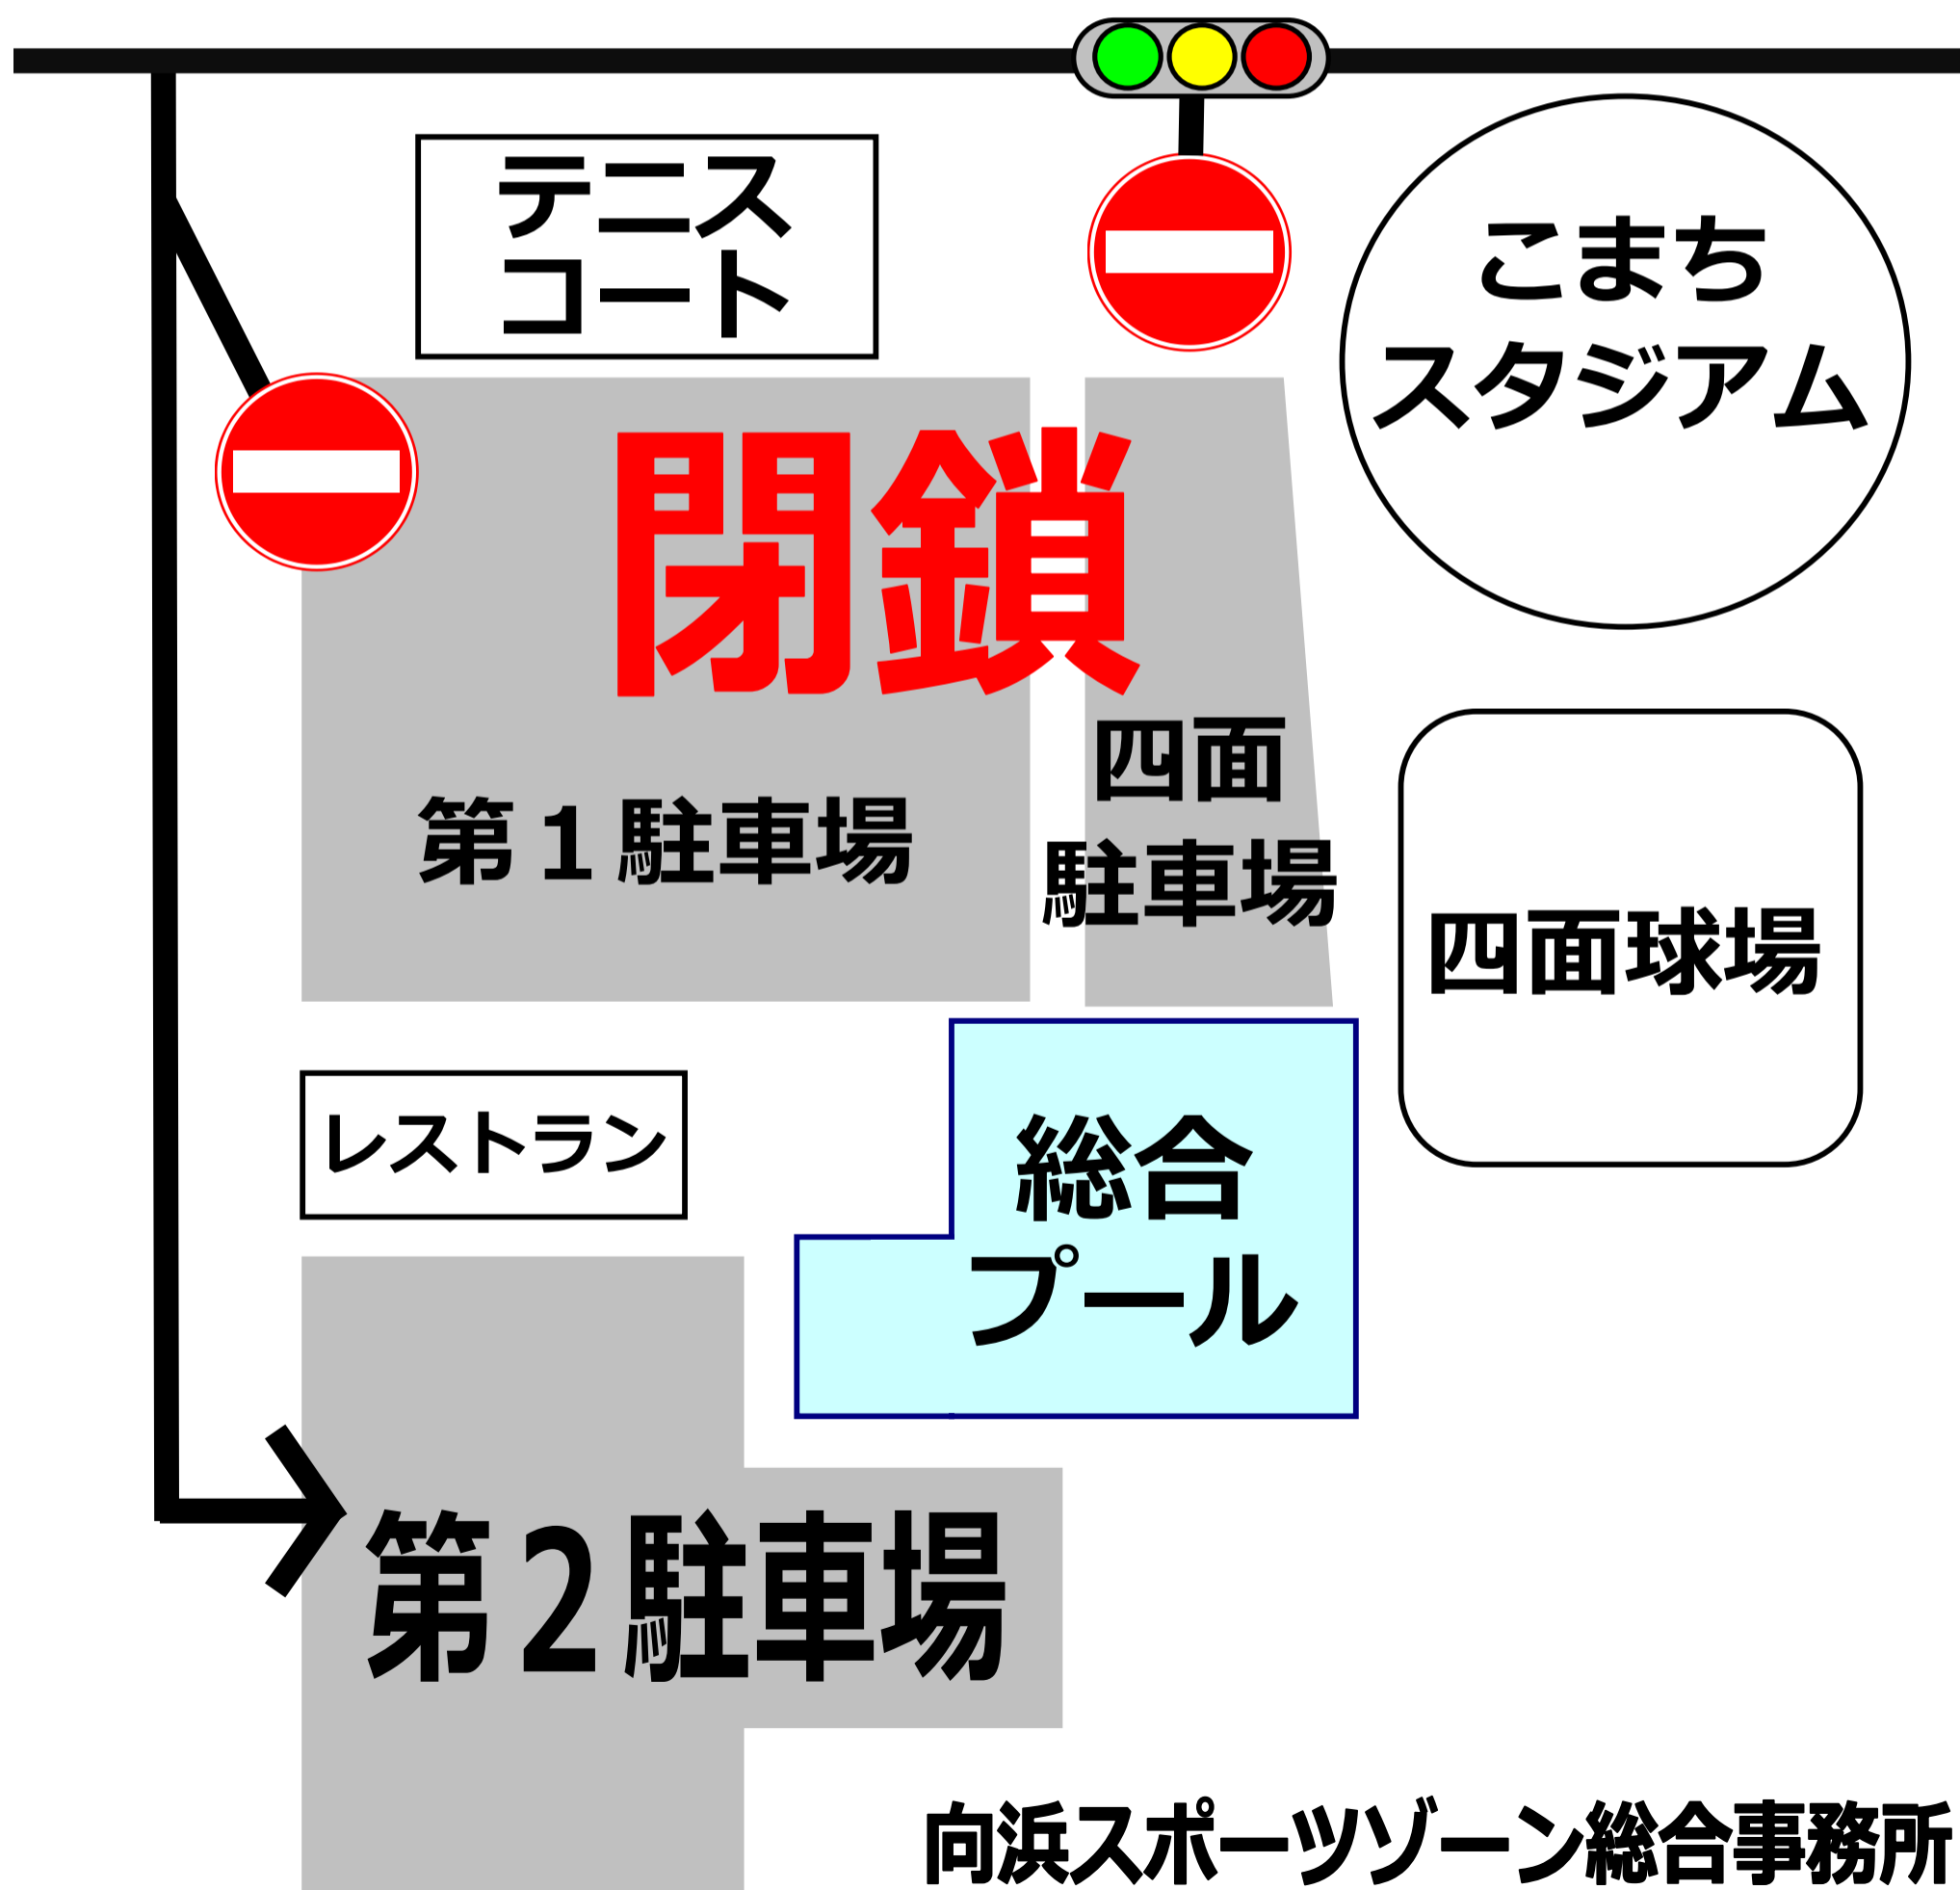 テニス
コート
こまち
スタジアム
閉鎖
第1駐車場
四面
駐車場
四面球場
レストラン
総合
プール
第2駐車場
向浜スポーツゾーン総合事務所